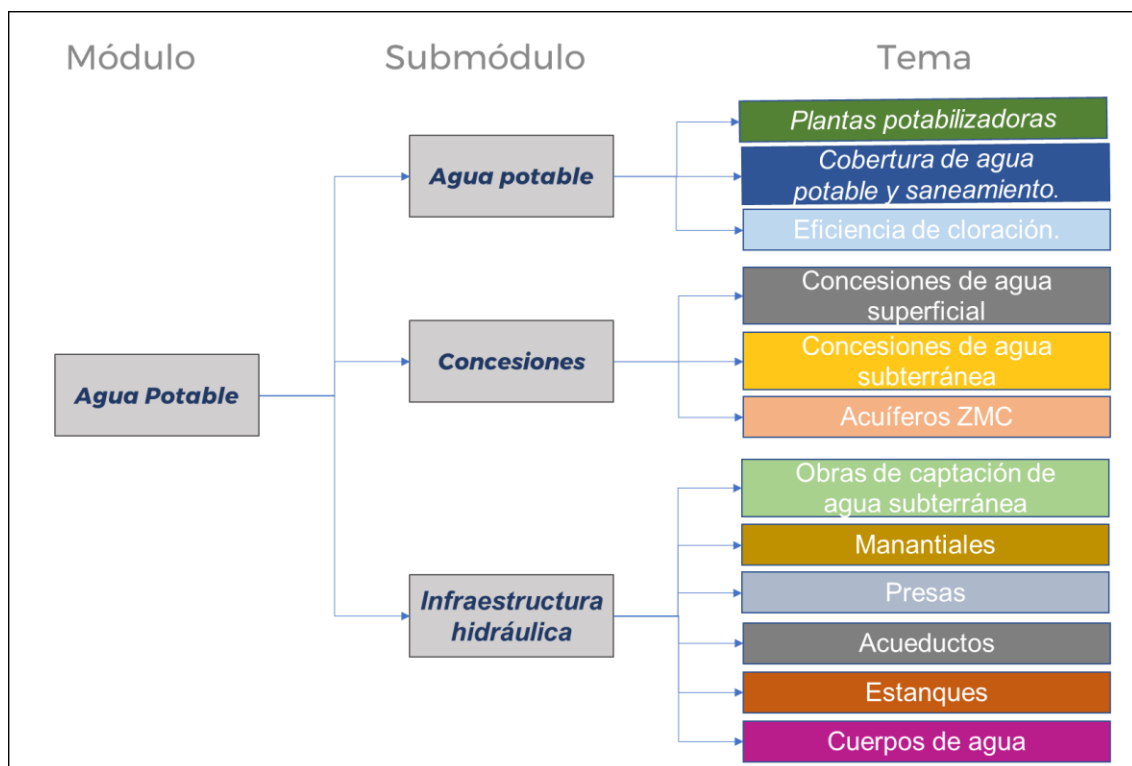 Módulo
Submódulo
Tema
Agua Potable
Agua potable
Plantas potabilizadoras
Cobertura de agua
potable y saneamiento.
Eficiencia de cloración.
Concesiones
Concesiones de agua
superficial
Concesiones de agua
subterránea
Acuíferos ZMC
Infraestructura
hidráulica
Obras de captación de
agua subterránea
Manantiales
Presas
Acueductos
Estanques
Cuerpos de agua